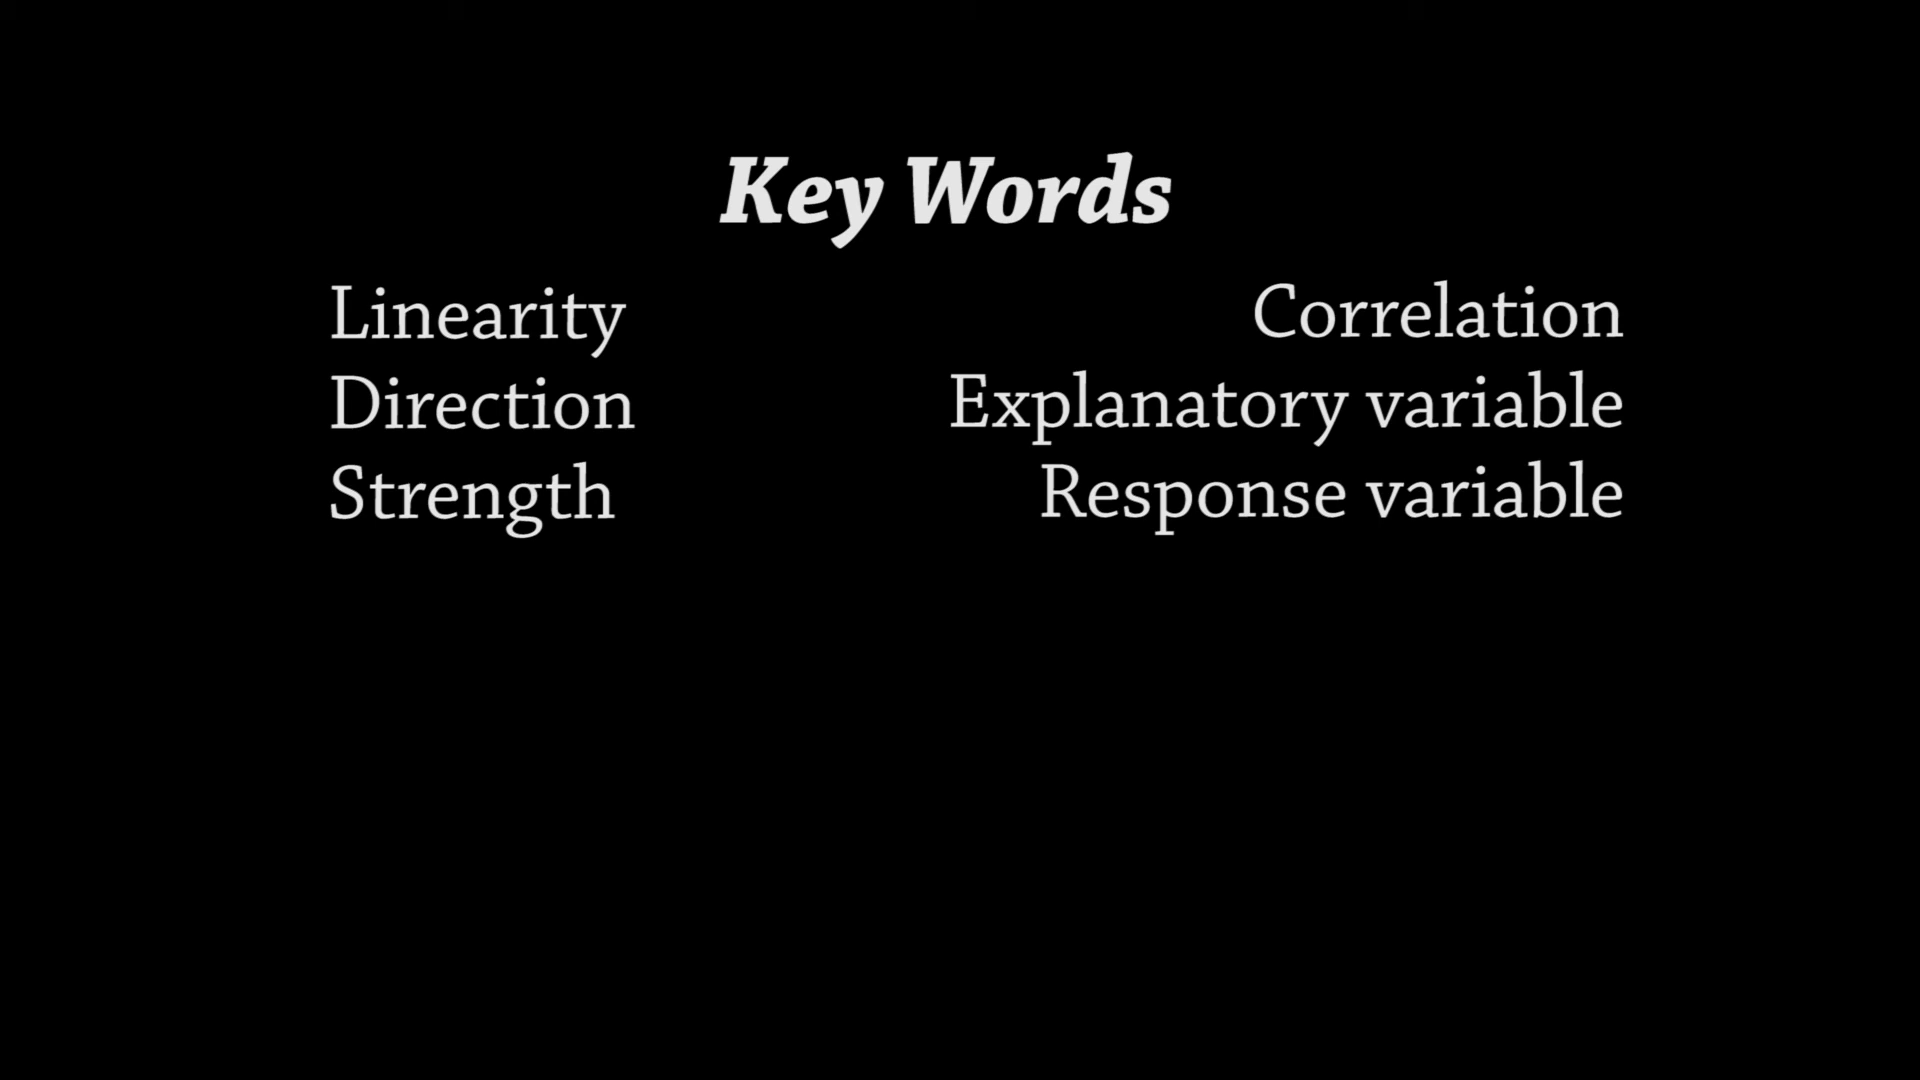 Key Words
Linearity
Direction
Strength
Correlation
Explanatory variable
Response variable